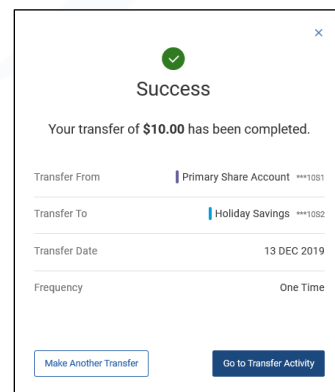 Success
Your transfer of $10.00 has been completed.
Transfer From Primary Share Account ***10S1
Transfer To Holiday Savings ***10S2
Transfer Date 13 DEC 2019
Frequency One Time
Make Another Transfer Go to Transfer Activity